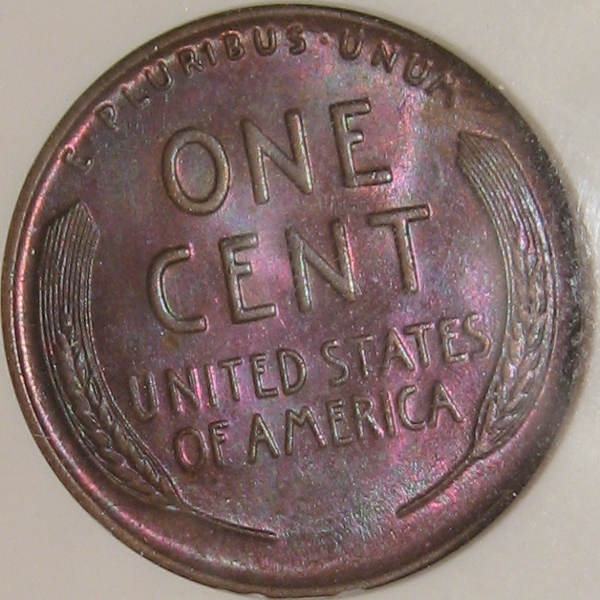 E PLURIBUS · UNUM
ONE
CENT
UNITED STATES
OF AMERICA